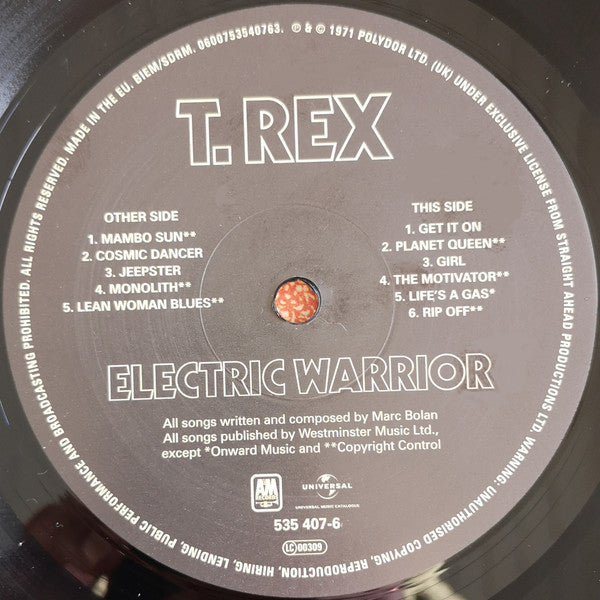 T. REX
OTHER SIDE
1. MAMBO SUN**
2. COSMIC DANCER
3. JEEPSTER
4. MONOLITH**
5. LEAN WOMAN BLUES**
THIS SIDE
1. GET IT ON
2. PLANET QUEEN**
3. GIRL
4. THE MOTIVATOR**
5. LIFE'S A GAS*
6. RIP OFF**
ELECTRIC WARRIOR
All songs written and composed by Marc Bolan
All songs published by Westminster Music Ltd.,
except *Onward Music and **Copyright Control
A&M
RECORDS
UNIVERSAL
UNIVERSAL MUSIC CATALOGUE
535 407-6
LC 00309
℗ & © 1971 POLYDOR LTD. (UK) UNDER EXCLUSIVE LICENSE FROM STRAIGHT AHEAD PRODUCTIONS LTD. WARNING: UNAUTHORISED COPYING, REPRODUCTION, HIRING, LENDING, PUBLIC PERFORMANCE AND BROADCASTING PROHIBITED. ALL RIGHTS RESERVED. MADE IN THE EU. BIEM/SDRM. 0600753540763.